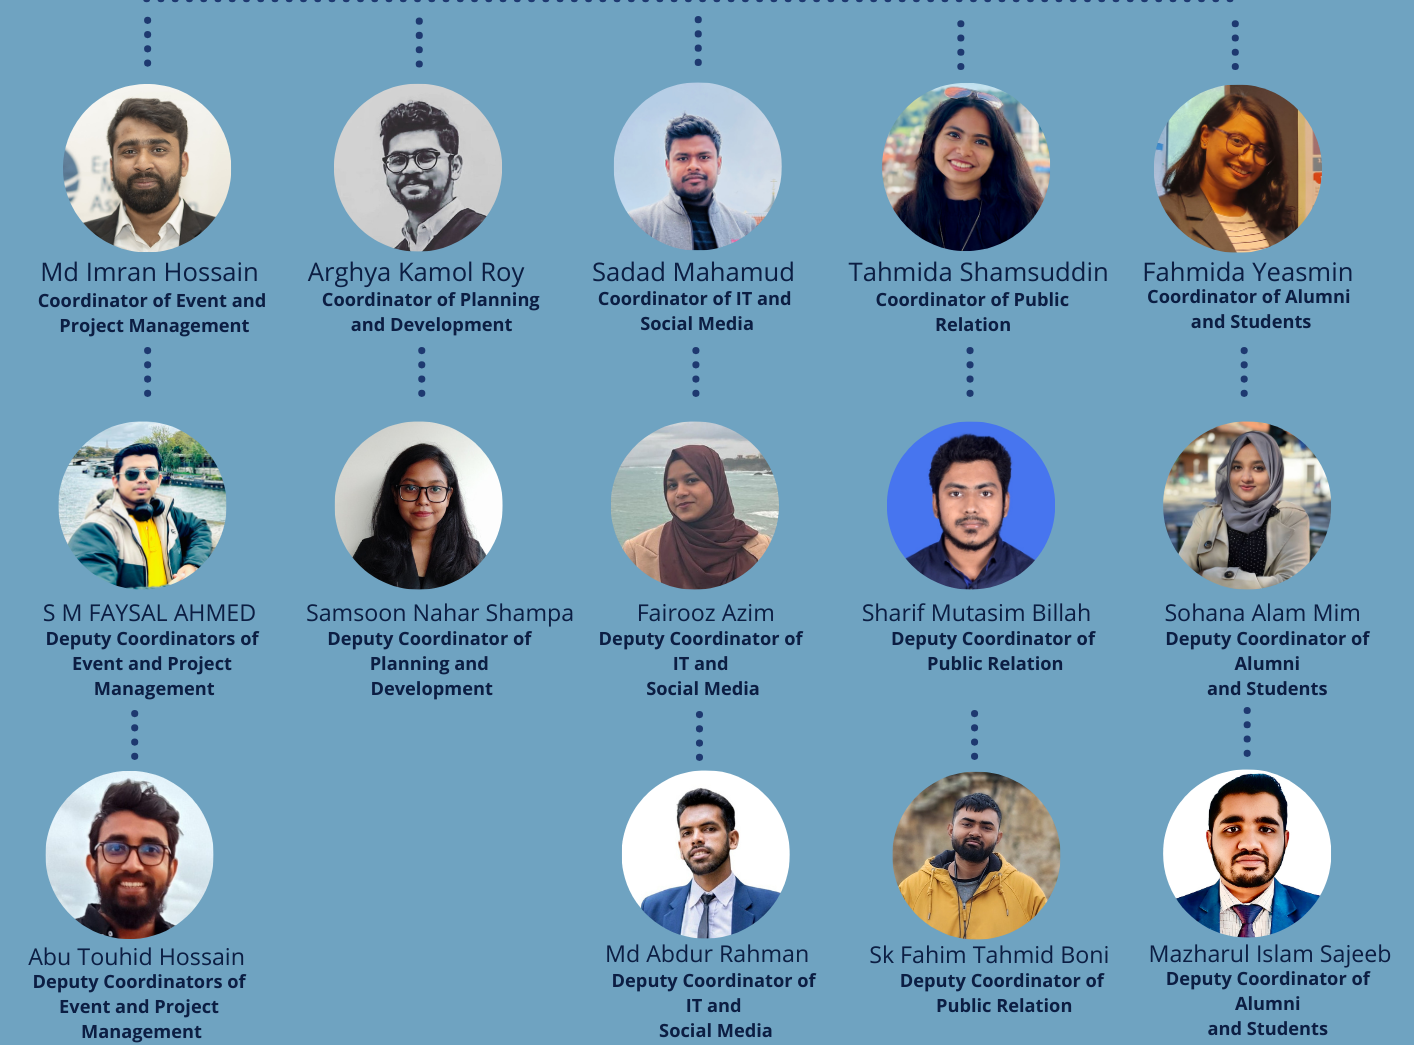 Md Imran Hossain
Coordinator of Event and
Project Management
Arghya Kamol Roy
Coordinator of Planning
and Development
Sadad Mahamud
Coordinator of IT and
Social Media
Tahmida Shamsuddin
Coordinator of Public
Relation
Fahmida Yeasmin
Coordinator of Alumni
and Students
S M FAYSAL AHMED
Deputy Coordinators of
Event and Project
Management
Samsoon Nahar Shampa
Deputy Coordinator of
Planning and
Development
Fairooz Azim
Deputy Coordinator of
IT and
Social Media
Sharif Mutasim Billah
Deputy Coordinator of
Public Relation
Sohana Alam Mim
Deputy Coordinator of
Alumni
and Students
Abu Touhid Hossain
Deputy Coordinators of
Event and Project
Management
Md Abdur Rahman
Deputy Coordinator of
IT and
Social Media
Sk Fahim Tahmid Boni
Deputy Coordinator of
Public Relation
Mazharul Islam Sajeeb
Deputy Coordinator of
Alumni
and Students